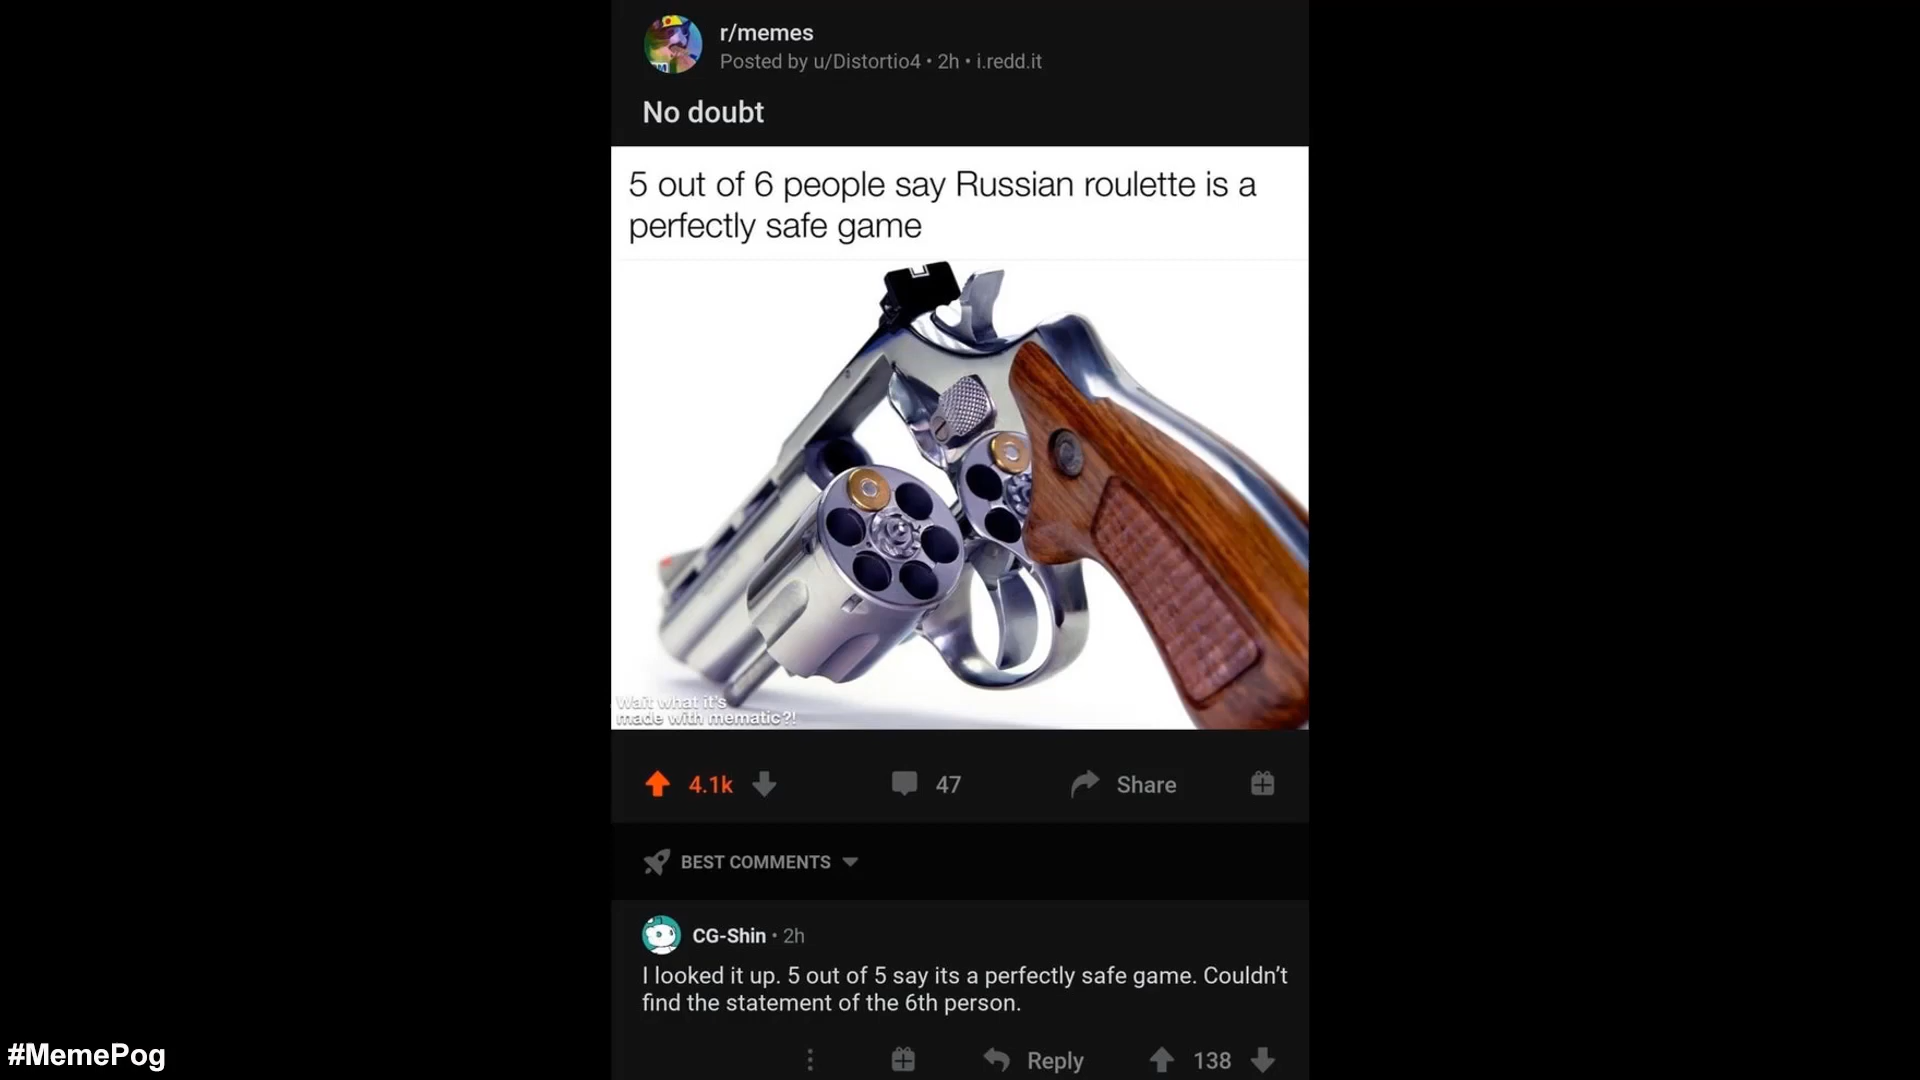 r/memes
Posted by u/Distortio4 • 2h • i.redd.it
No doubt
5 out of 6 people say Russian roulette is a
perfectly safe game
Wait what it's
made with mematic?!
4.1k
47
Share
BEST COMMENTS
CG-Shin • 2h
I looked it up. 5 out of 5 say its a perfectly safe game. Couldn't
find the statement of the 6th person.
Reply
138
#MemePog